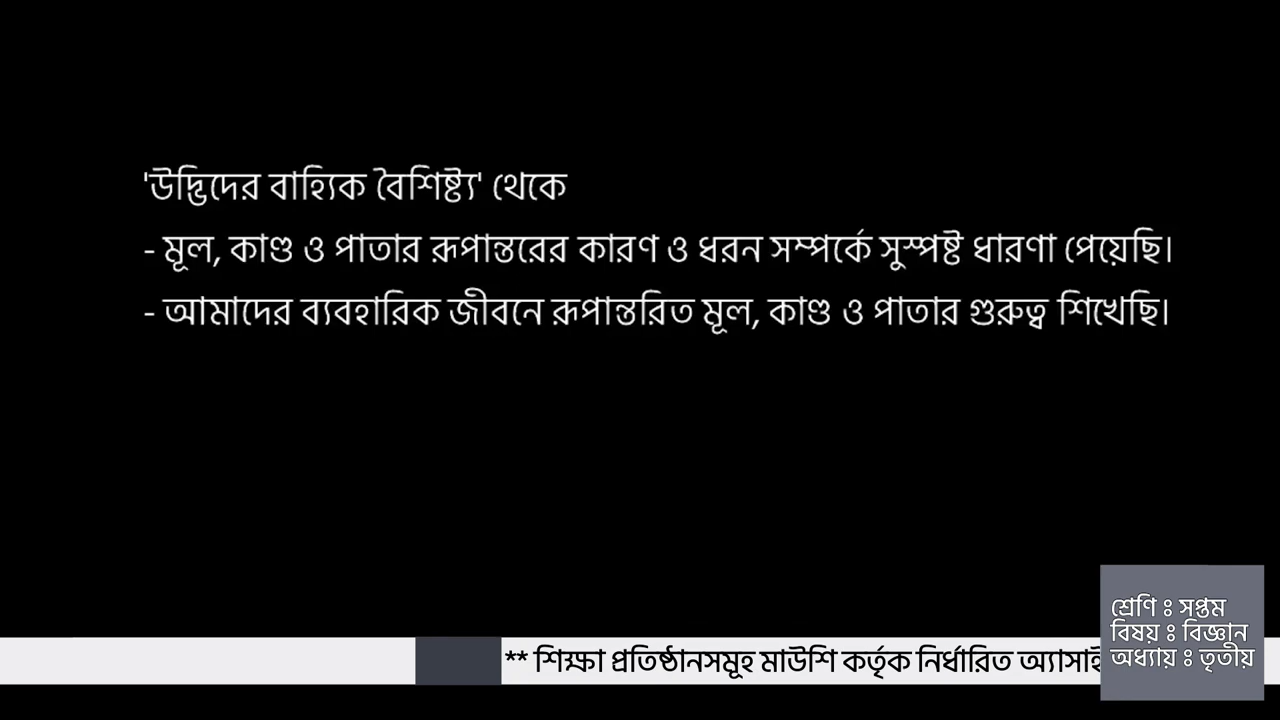 'উদ্ভিদের বাহ্যিক বৈশিষ্ট্য' থেকে
- মূল, কাণ্ড ও পাতার রূপান্তরের কারণ ও ধরন সম্পর্কে সুস্পষ্ট ধারণা পেয়েছি।
- আমাদের ব্যবহারিক জীবনে রূপান্তরিত মূল, কাণ্ড ও পাতার গুরুত্ব শিখেছি।
শ্রেণি ঃ সপ্তম
বিষয় ঃ বিজ্ঞান
অধ্যায় ঃ তৃতীয়
** শিক্ষা প্রতিষ্ঠানসমূহ মাউশি কর্তৃক নির্ধারিত